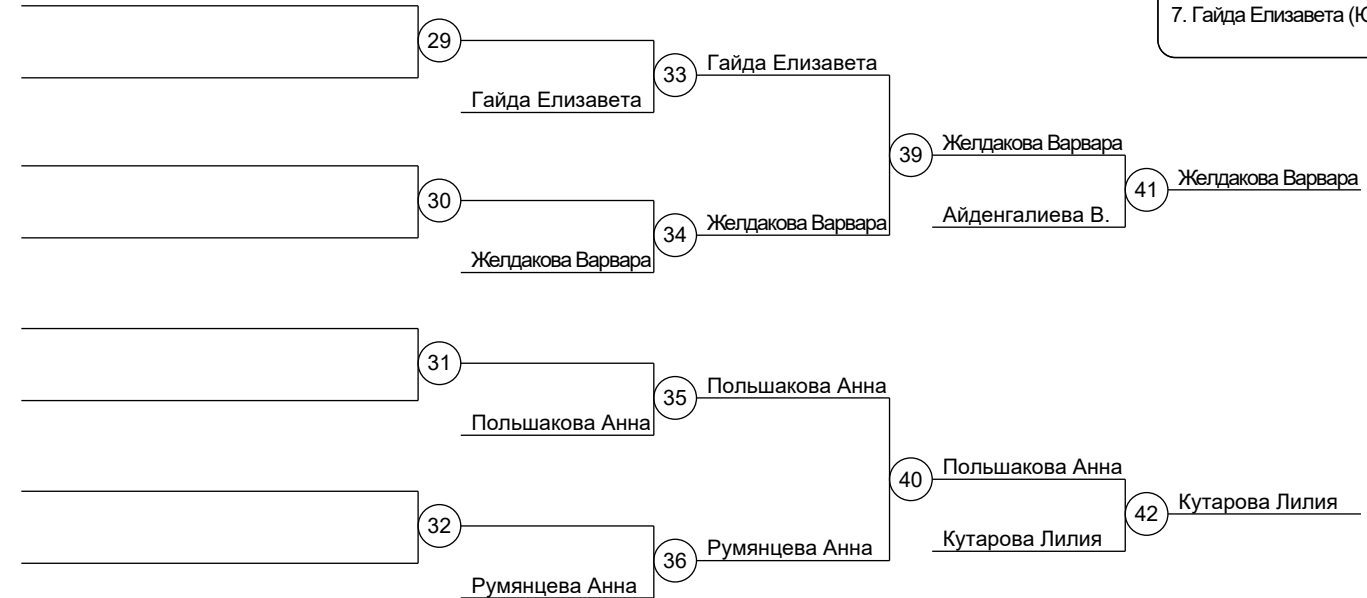 7. Гайда Елизавета (Ю
29
33
Гайда Елизавета
Гайда Елизавета
39
Желдакова Варвара
41
Желдакова Варвара
30
34
Желдакова Варвара
Айденгалиева В.
Желдакова Варвара
31
35
Польшакова Анна
Польшакова Анна
40
Польшакова Анна
42
Кутарова Лилия
32
36
Румянцева Анна
Кутарова Лилия
Румянцева Анна